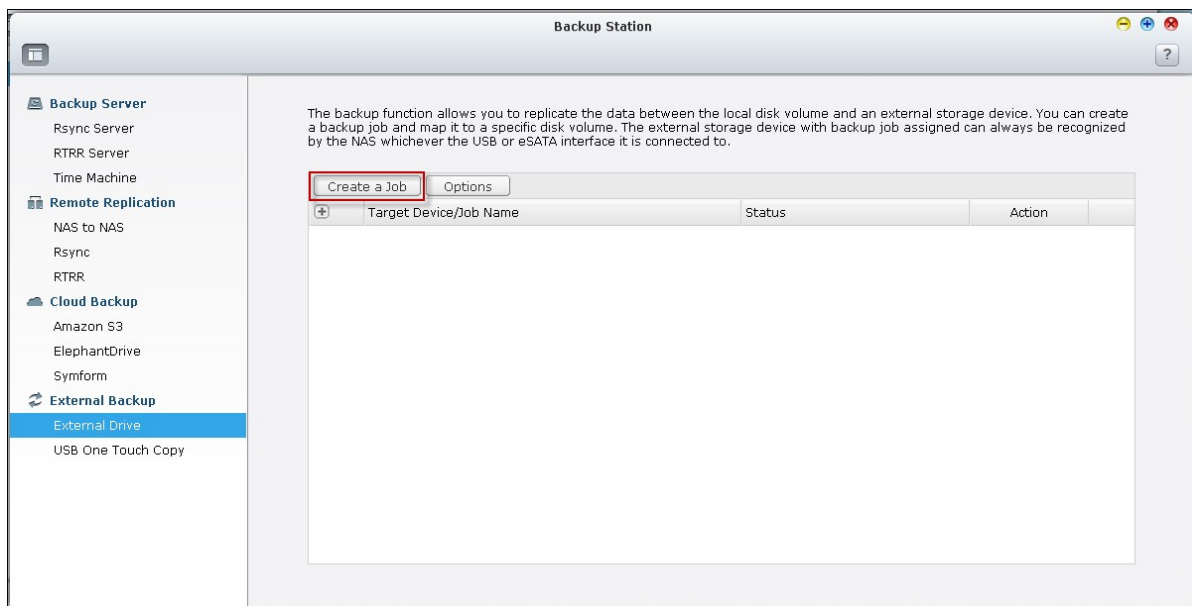 Backup Station
?
Backup Server
Rsync Server
RTRR Server
Time Machine
Remote Replication
NAS to NAS
Rsync
RTRR
Cloud Backup
Amazon S3
ElephantDrive
Symform
External Backup
External Drive
USB One Touch Copy
The backup function allows you to replicate the data between the local disk volume and an external storage device. You can create
a backup job and map it to a specific disk volume. The external storage device with backup job assigned can always be recognized
by the NAS whichever the USB or eSATA interface it is connected to.
Create a Job Options
Target Device/Job Name Status Action